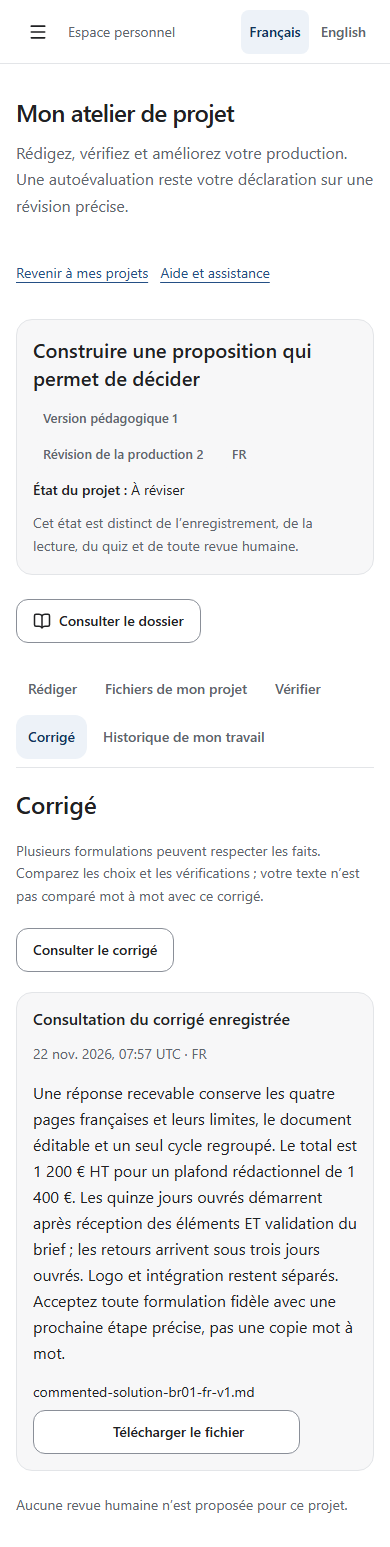 Espace personnel
Français
English
Mon atelier de projet
Rédigez, vérifiez et améliorez votre production.
Une autoévaluation reste votre déclaration sur une
révision précise.
Revenir à mes projets
Aide et assistance
Construire une proposition qui
permet de décider
Version pédagogique 1
Révision de la production 2
FR
État du projet : À réviser
Cet état est distinct de l’enregistrement, de la
lecture, du quiz et de toute revue humaine.
Consulter le dossier
Rédiger
Fichiers de mon projet
Vérifier
Corrigé
Historique de mon travail
Corrigé
Plusieurs formulations peuvent respecter les faits.
Comparez les choix et les vérifications ; votre texte n’est
pas comparé mot à mot avec ce corrigé.
Consulter le corrigé
Consultation du corrigé enregistrée
22 nov. 2026, 07:57 UTC · FR
Une réponse recevable conserve les quatre
pages françaises et leurs limites, le document
éditable et un seul cycle regroupé. Le total est
1 200 € HT pour un plafond rédactionnel de 1
400 €. Les quinze jours ouvrés démarrent
après réception des éléments ET validation du
brief ; les retours arrivent sous trois jours
ouvrés. Logo et intégration restent séparés.
Acceptez toute formulation fidèle avec une
prochaine étape précise, pas une copie mot à
mot.
commented-solution-br01-fr-v1.md
Télécharger le fichier
Aucune revue humaine n’est proposée pour ce projet.